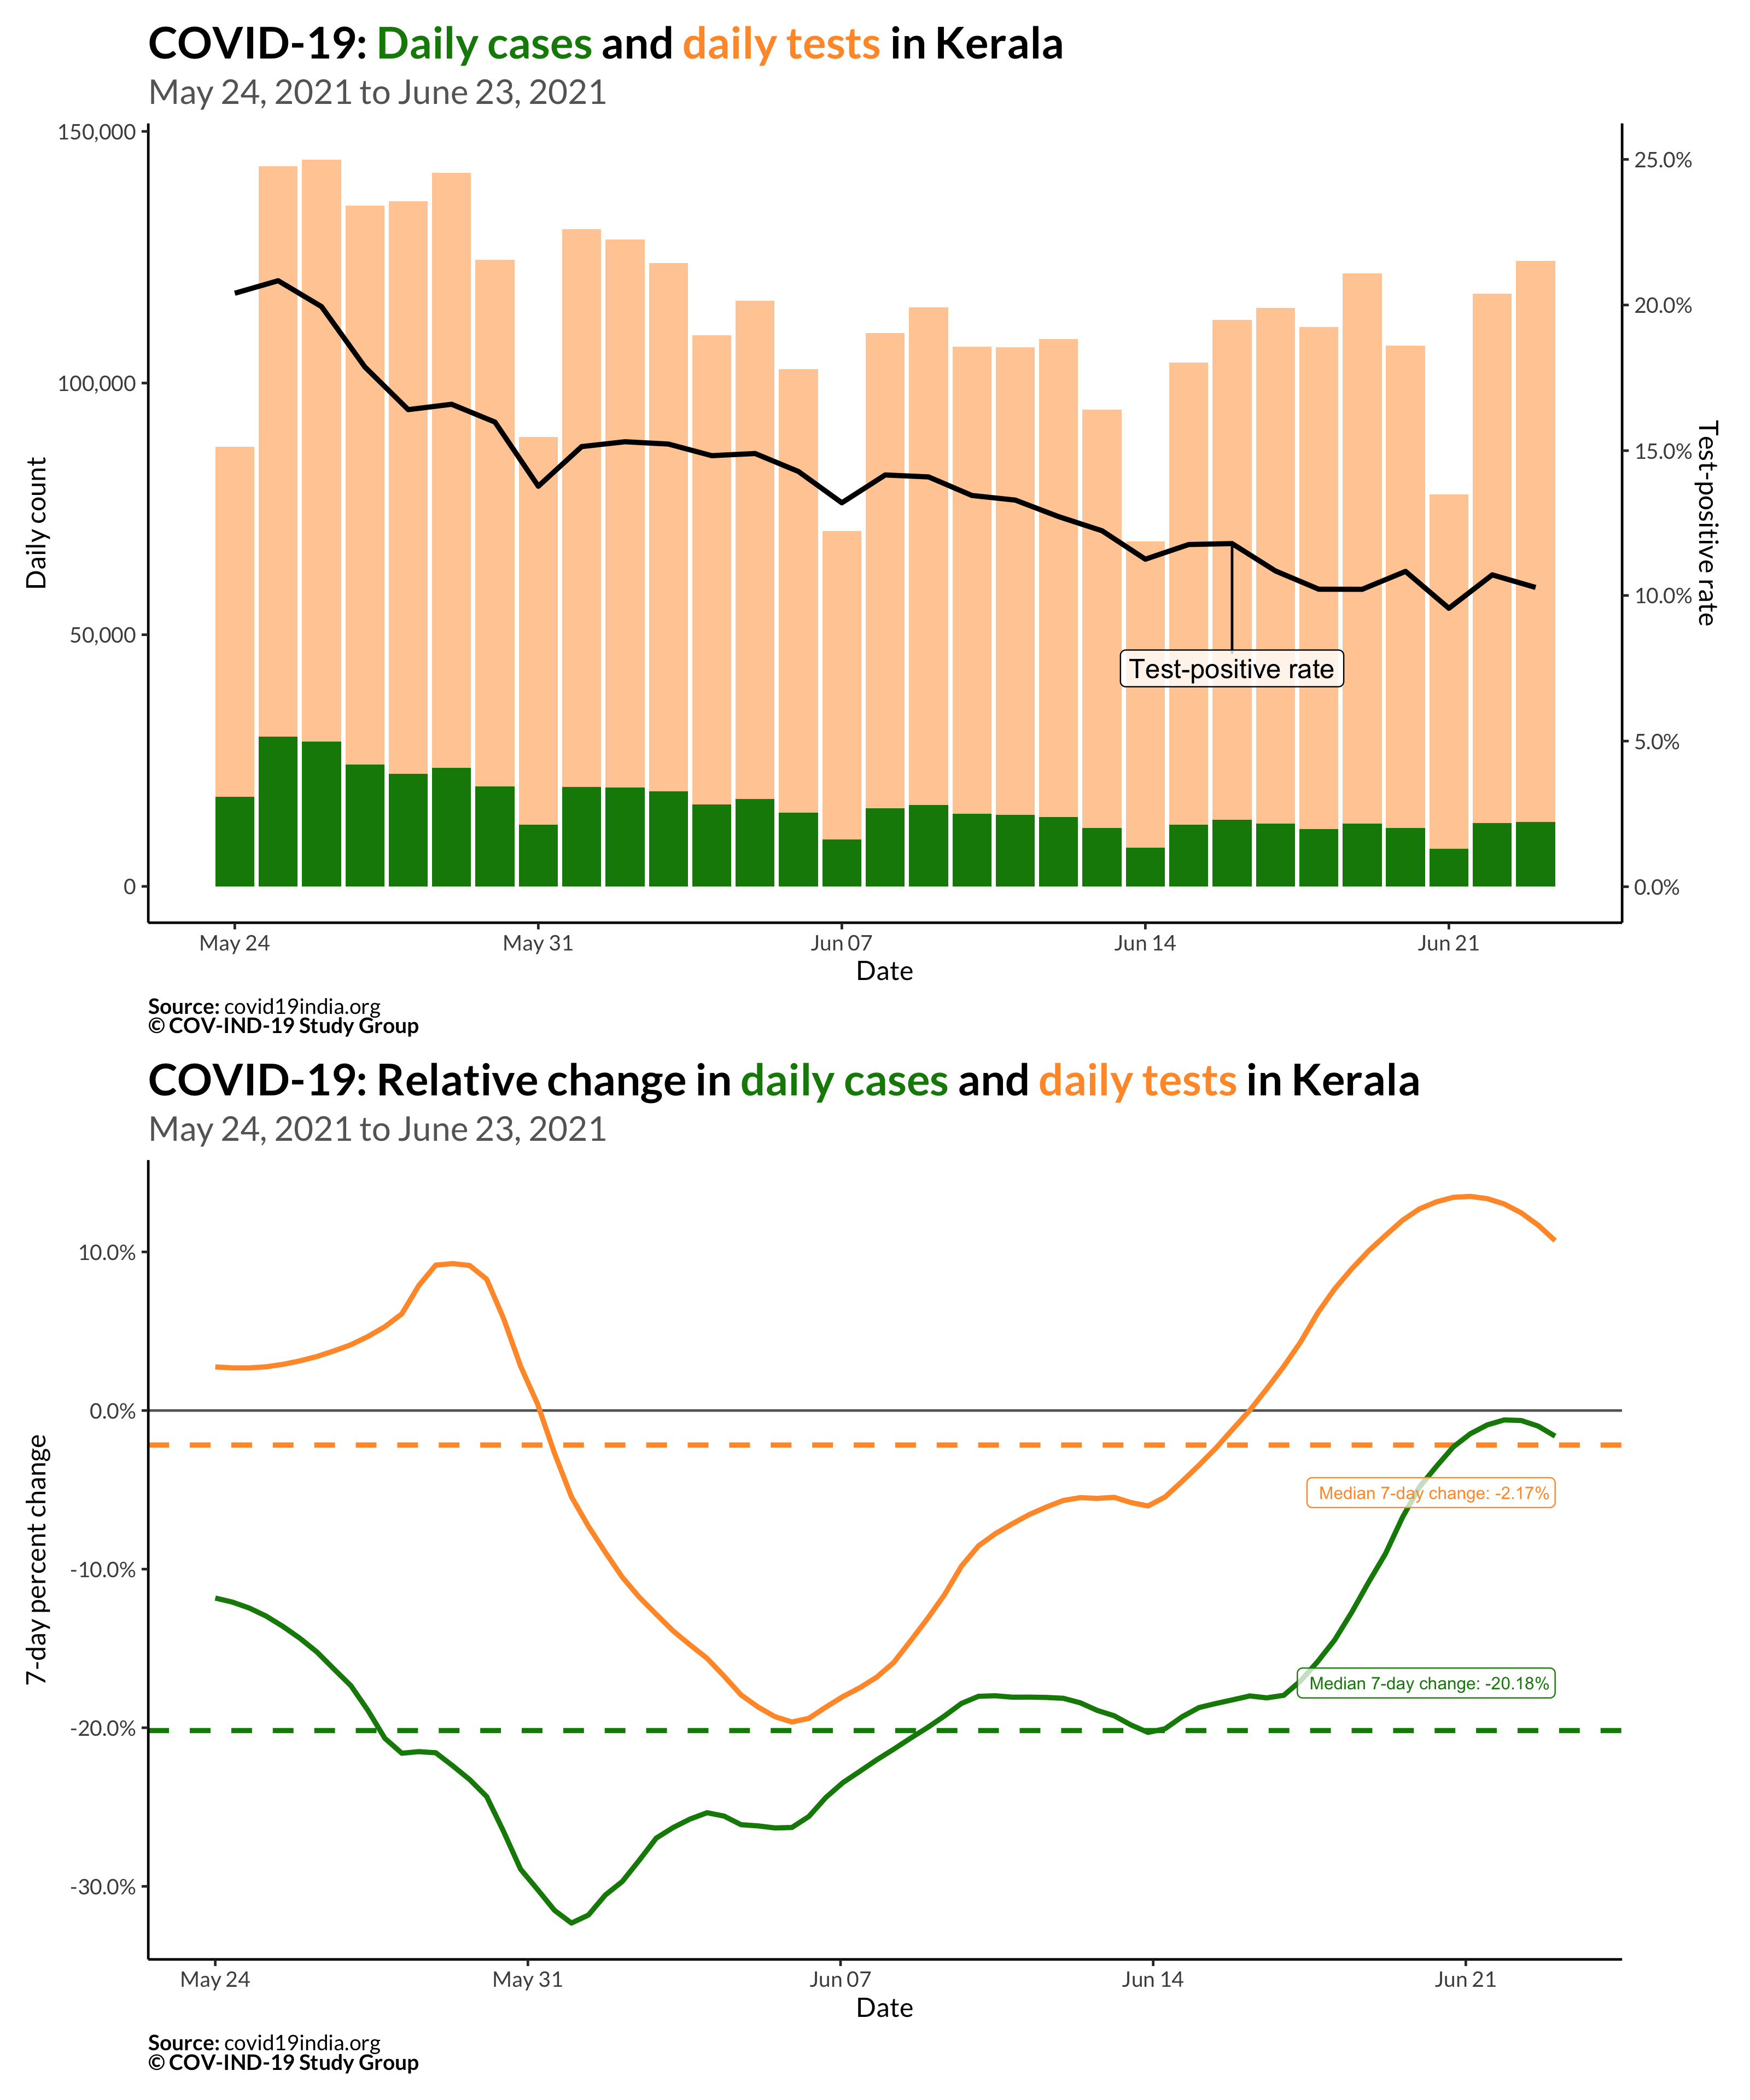 COVID-19: Daily cases and daily tests in Kerala
May 24, 2021 to June 23, 2021
150,000
100,000
50,000
0
Daily count
25.0%
20.0%
15.0%
10.0%
5.0%
0.0%
Test-positive rate
Test-positive rate
May 24
May 31
Jun 07
Jun 14
Jun 21
Date
Source: covid19india.org
© COV-IND-19 Study Group
COVID-19: Relative change in daily cases and daily tests in Kerala
May 24, 2021 to June 23, 2021
10.0%
0.0%
-10.0%
-20.0%
-30.0%
7-day percent change
Median 7-day change: -2.17%
Median 7-day change: -20.18%
May 24
May 31
Jun 07
Jun 14
Jun 21
Date
Source: covid19india.org
© COV-IND-19 Study Group